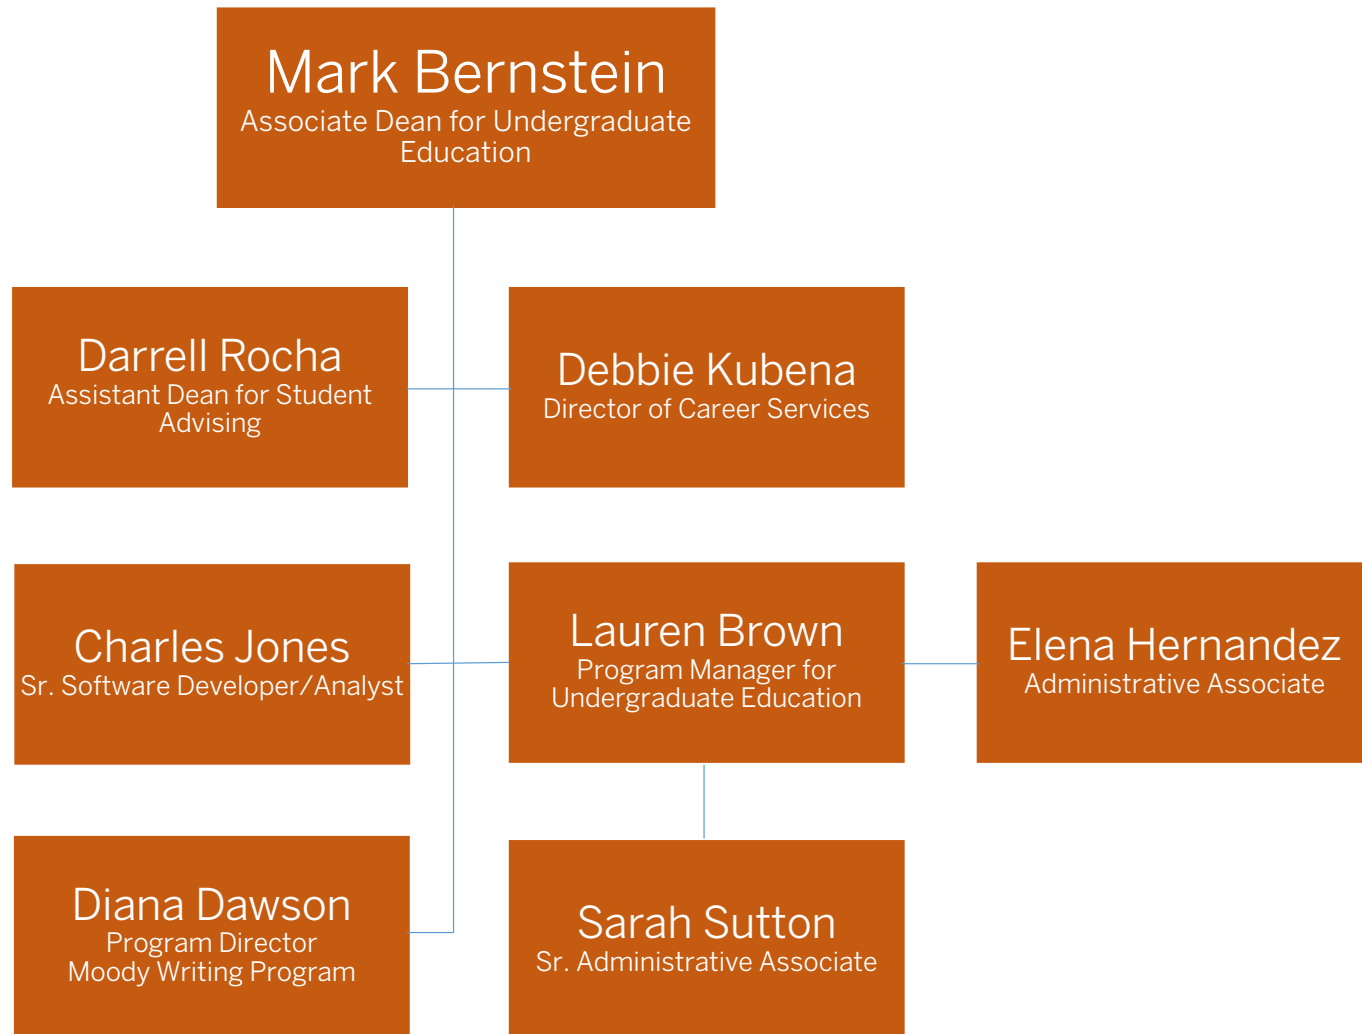 Mark Bernstein
Associate Dean for Undergraduate
Education
Darrell Rocha
Assistant Dean for Student
Advising
Debbie Kubena
Director of Career Services
Charles Jones
Sr. Software Developer/Analyst
Lauren Brown
Program Manager for
Undergraduate Education
Elena Hernandez
Administrative Associate
Diana Dawson
Program Director
Moody Writing Program
Sarah Sutton
Sr. Administrative Associate